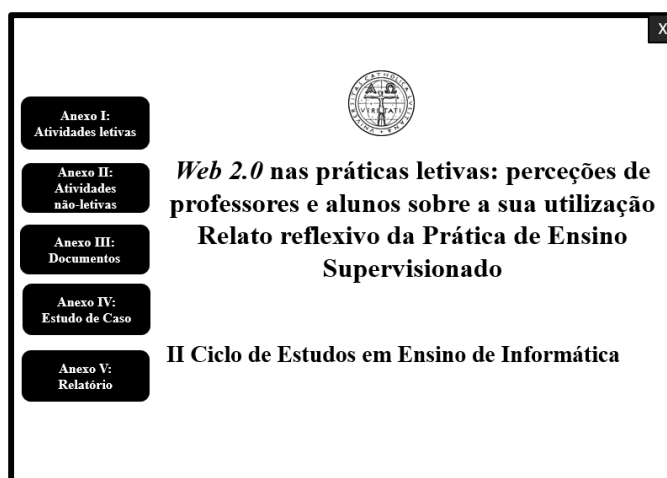 X
Anexo I:
Atividades letivas
Anexo II:
Atividades
não-letivas
Anexo III:
Documentos
Anexo IV:
Estudo de Caso
Anexo V:
Relatório
Web 2.0 nas práticas letivas: perceções de
professores e alunos sobre a sua utilização
Relato reflexivo da Prática de Ensino
Supervisionado
II Ciclo de Estudos em Ensino de Informática